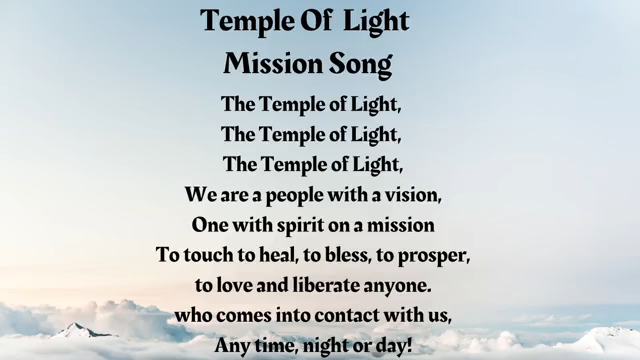 Temple Of Light
Mission Song
The Temple of Light,
The Temple of Light,
The Temple of Light,
We are a people with a vision,
One with spirit on a mission
To touch to heal, to bless, to prosper,
to love and liberate anyone.
who comes into contact with us,
Any time, night or day!